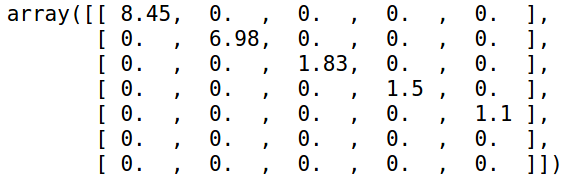 array([[ 8.45,  0.  ,  0.  ,  0.  ,  0.  ],
       [ 0.  ,  6.98,  0.  ,  0.  ,  0.  ],
       [ 0.  ,  0.  ,  1.83,  0.  ,  0.  ],
       [ 0.  ,  0.  ,  0.  ,  1.5 ,  0.  ],
       [ 0.  ,  0.  ,  0.  ,  0.  ,  1.1 ],
       [ 0.  ,  0.  ,  0.  ,  0.  ,  0.  ],
       [ 0.  ,  0.  ,  0.  ,  0.  ,  0.  ]])